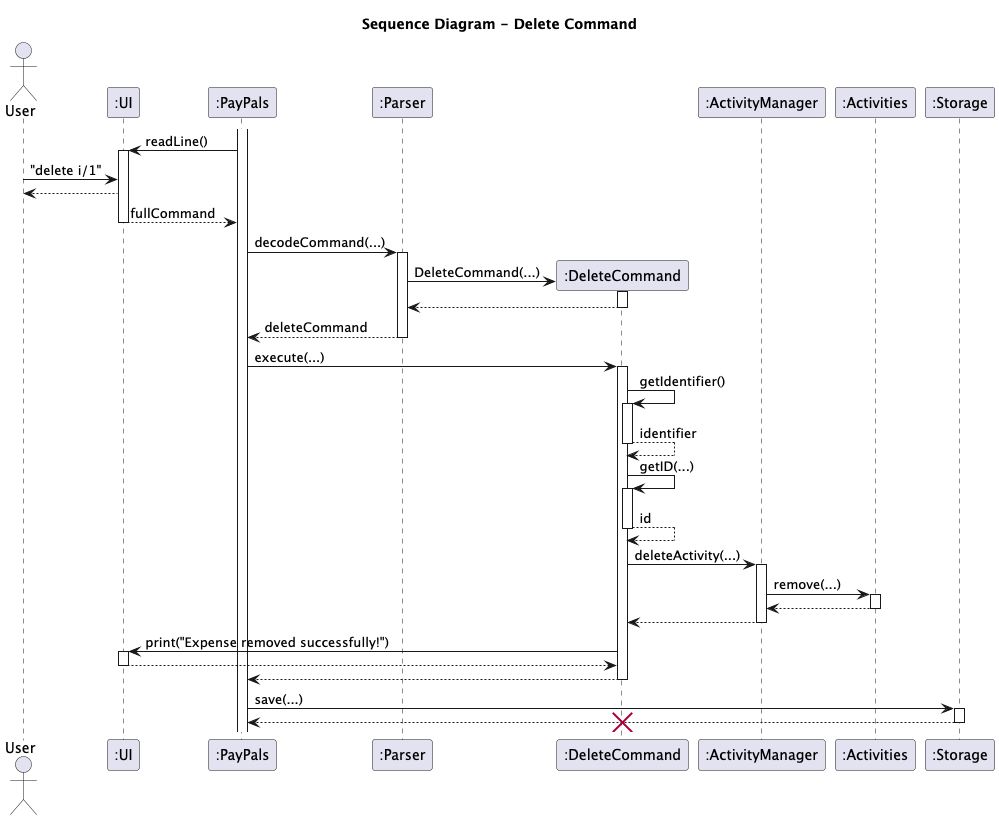 Sequence Diagram - Delete Command
User
:UI
:PayPals
:Parser
:ActivityManager
:Activities
:Storage
readLine()
"delete i/1"
fullCommand
decodeCommand(...)
DeleteCommand(...)
:DeleteCommand
deleteCommand
execute(...)
getIdentifier()
identifier
getID(...)
id
deleteActivity(...)
remove(...)
print("Expense removed successfully!")
save(...)
User
:UI
:PayPals
:Parser
:DeleteCommand
:ActivityManager
:Activities
:Storage